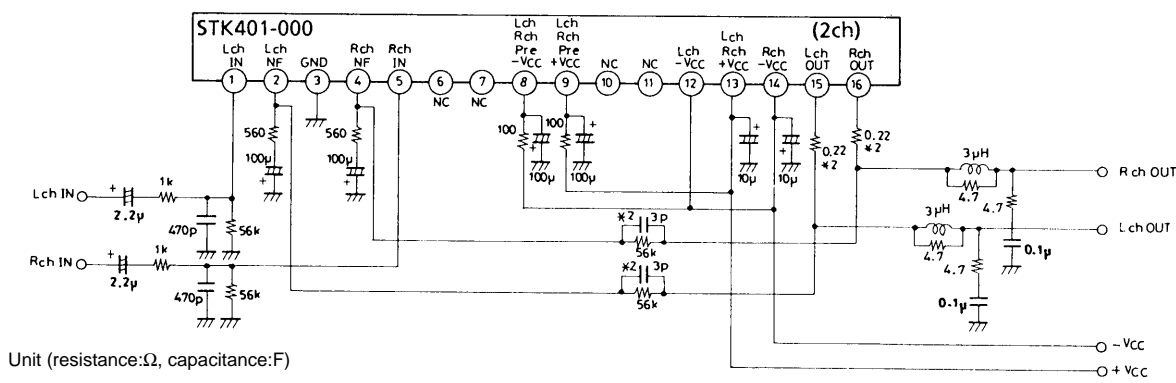 STK401-000
(2ch)
Lch
IN
Lch
NF
GND
Rch
NF
Rch
IN
Lch
Rch
Pre
-VCC
Lch
Rch
Pre
+VCC
NC
NC
Lch
-VCC
Lch
Rch
+VCC
Rch
-VCC
Lch
OUT
Rch
OUT
1
2
3
4
5
6
7
8
9
10
11
12
13
14
15
16
NC
NC
560
100µ
+
560
100µ
+
100
+
100µ
100
+
100µ
+
10µ
+
10µ
0.22
*2
0.22
*2
3µH
4.7
4.7
0.1µ
R ch OUT
3µH
4.7
4.7
0.1µ
L ch OUT
Lch IN
+
2.2µ
1k
470p
56k
Rch IN
+
2.2µ
1k
470p
56k
*2
3p
56k
*2
3p
56k
-VCC
+VCC
Unit (resistance:Ω, capacitance:F)